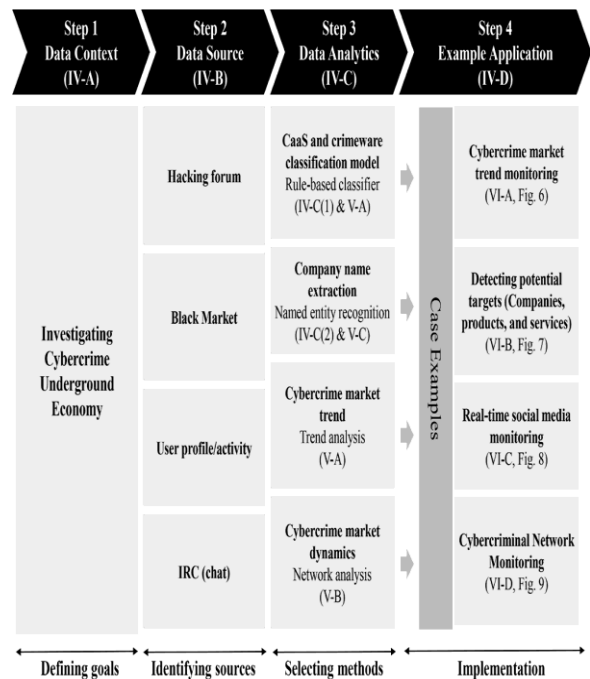 Step 1
Data Context
(IV-A)
Step 2
Data Source
(IV-B)
Step 3
Data Analytics
(IV-C)
Step 4
Example Application
(IV-D)
Investigating
Cybercrime
Underground
Economy
Hacking forum
Black Market
User profile/activity
IRC (chat)
CaaS and crimeware
classification model
Rule-based classifier
(IV-C(1) & V-A)
Company name
extraction
Named entity recognition
(IV-C(2) & V-C)
Cybercrime market
trend
Trend analysis
(V-A)
Cybercrime market
dynamics
Network analysis
(V-B)
Case Examples
Cybercrime market
trend monitoring
(VI-A, Fig. 6)
Detecting potential
targets (Companies,
products, and services)
(VI-B, Fig. 7)
Real-time social media
monitoring
(VI-C, Fig. 8)
Cybercriminal Network
Monitoring
(VI-D, Fig. 9)
Defining goals
Identifying sources
Selecting methods
Implementation